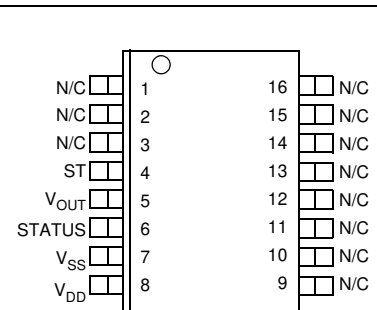 N/C 1 16 N/C
N/C 2 15 N/C
N/C 3 14 N/C
ST 4 13 N/C
VOUT 5 12 N/C
STATUS 6 11 N/C
VSS 7 10 N/C
VDD 8 9 N/C